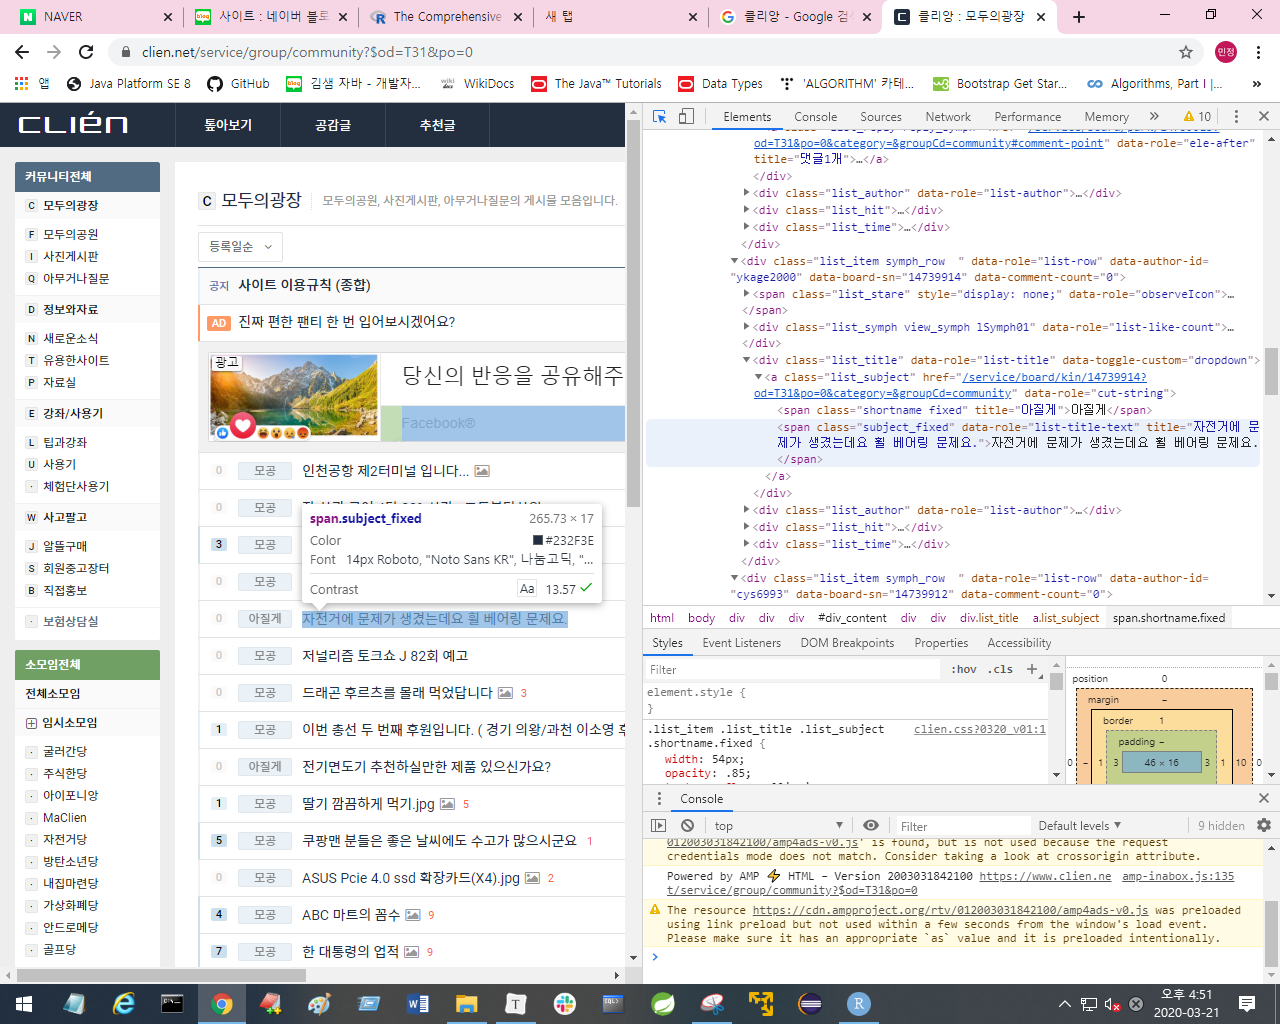 NAVER
사이트 : 네이버 블로
The Comprehensive
새 탭
클리앙 - Google 검색
클리앙 : 모두의광장
clien.net/service/group/community?$od=T31&po=0
민정
앱
Java Platform SE 8
GitHub
김샘 자바 - 개발자...
WikiDocs
The Java™ Tutorials
Data Types
'ALGORITHM' 카테...
Bootstrap Get Star...
Algorithms, Part I |...
CLIÉN
톺아보기
공감글
추천글
커뮤니티전체
C 모두의광장
F 모두의공원
I 사진게시판
Q 아무거나질문
D 정보와자료
N 새로운소식
T 유용한사이트
P 자료실
E 강좌/사용기
L 팁과강좌
U 사용기
· 체험단사용기
W 사고팔고
J 알뜰구매
S 회원중고장터
B 직접홍보
· 보험상담실
소모임전체
전체소모임
임시소모임
· 굴러간당
· 주식한당
· 아이포니앙
· MaClien
· 자전거당
· 방탄소년당
· 내집마련당
· 가상화폐당
· 안드로메당
· 골프당
C 모두의광장
모두의공원, 사진게시판, 아무거나질문의 게시물 모음입니다.
등록일순
공지 사이트 이용규칙 (종합)
AD 진짜 편한 팬티 한 번 입어보시겠어요?
광고
당신의 반응을 공유해주
Facebook®
0 모공 인천공항 제2터미널 입니다...
0 모공
span.subject_fixed 265.73 × 17
Color #232F3E
Font 14px Roboto, "Noto Sans KR", 나눔고딕, "...
Contrast Aa 13.57
3 모공
0 모공
0 아질게 자전거에 문제가 생겼는데요 휠 베어링 문제요.
0 모공 저널리즘 토크쇼 J 82회 예고
0 모공 드래곤 후르츠를 몰래 먹었답니다 3
1 모공 이번 총선 두 번째 후원입니다. ( 경기 의왕/과천 이소영 후
0 아질게 전기면도기 추천하실만한 제품 있으신가요?
1 모공 딸기 깜끔하게 먹기.jpg 5
5 모공 쿠팡맨 분들은 좋은 날씨에도 수고가 많으시군요 1
0 모공 ASUS Pcie 4.0 ssd 확장카드(X4).jpg 2
4 모공 ABC 마트의 꼼수 9
7 모공 한 대통령의 업적 9
Elements Console Sources Network Performance Memory » 10
od=T31&po=0&category=&groupCd=community#comment-point" data-role="ele-after"
title="댓글1개">…</a>
</div>
<div class="list_author" data-role="list-author">…</div>
<div class="list_hit">…</div>
<div class="list_time">…</div>
</div>
<div class="list_item symph_row  " data-role="list-row" data-author-id=
"ykage2000" data-board-sn="14739914" data-comment-count="0">
<span class="list_stare" style="display: none;" data-role="observeIcon">…
</span>
<div class="list_symph view_symph lSymph01" data-role="list-like-count">…
</div>
<div class="list_title" data-role="list-title" data-toggle-custom="dropdown">
<a class="list_subject" href="/service/board/kin/14739914?
od=T31&po=0&category=&groupCd=community" data-role="cut-string">
<span class="shortname fixed" title="아질게">아질게</span>
<span class="subject_fixed" data-role="list-title-text" title="자전거에 문
제가 생겼는데요 휠 베어링 문제요.">자전거에 문제가 생겼는데요 휠 베어링 문제요.
</span>
</a>
</div>
<div class="list_author" data-role="list-author">…</div>
<div class="list_hit">…</div>
<div class="list_time">…</div>
</div>
<div class="list_item symph_row  " data-role="list-row" data-author-id=
"cys6993" data-board-sn="14739912" data-comment-count="0">
html body div div div #div_content div div div.list_title a.list_subject span.shortname.fixed
Styles Event Listeners DOM Breakpoints Properties Accessibility
Filter :hov .cls +
element.style {
}
.list_item .list_title .list_subject clien.css?0320_v01:1
.shortname.fixed {
width: 54px;
opacity: .85;
position 0
margin –
border 1
padding –
0 – 1 3 46 × 16 3 1 10 0
Console
top Filter Default levels ▼ 9 hidden
012003031842100/amp4ads-v0.js' is found, but is not used because the request
credentials mode does not match. Consider taking a look at crossorigin attribute.
Powered by AMP ⚡ HTML – Version 2003031842100 https://www.clien.ne amp-inabox.js:135
t/service/group/community?$od=T31&po=0
The resource https://cdn.ampproject.org/rtv/012003031842100/amp4ads-v0.js was preloaded
using link preload but not used within a few seconds from the window's load event.
Please make sure it has an appropriate `as` value and it is preloaded intentionally.
오후 4:51
2020-03-21